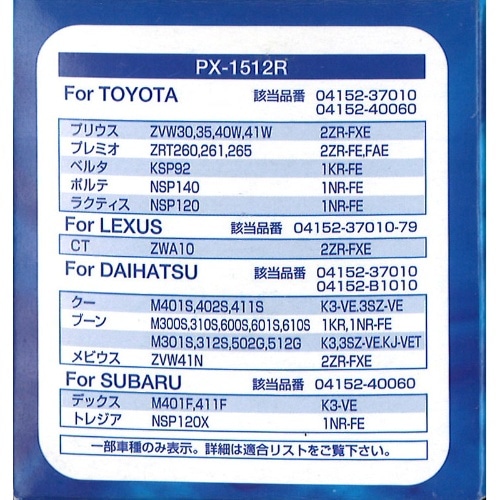 PX-1512R
For TOYOTA 該当品番 04152-37010
04152-40060
プリウス ZVW30,35,40W,41W 2ZR-FXE
プレミオ ZRT260,261,265 2ZR-FE,FAE
ベルタ KSP92 1KR-FE
ポルテ NSP140 1NR-FE
ラクティス NSP120 1NR-FE
For LEXUS 該当品番 04152-37010-79
CT ZWA10 2ZR-FXE
For DAIHATSU 該当品番 04152-37010
04152-B1010
クー M401S,402S,411S K3-VE,3SZ-VE
ブーン M300S,310S,600S,601S,610S 1KR,1NR-FE
M301S,312S,502G,512G K3,3SZ-VE.KJ-VET
メビウス ZVW41N 2ZR-FXE
For SUBARU 該当品番 04152-40060
デックス M401F,411F K3-VE
トレジア NSP120X 1NR-FE
一部車種のみ表示。詳細は適合リストをご覧下さい。